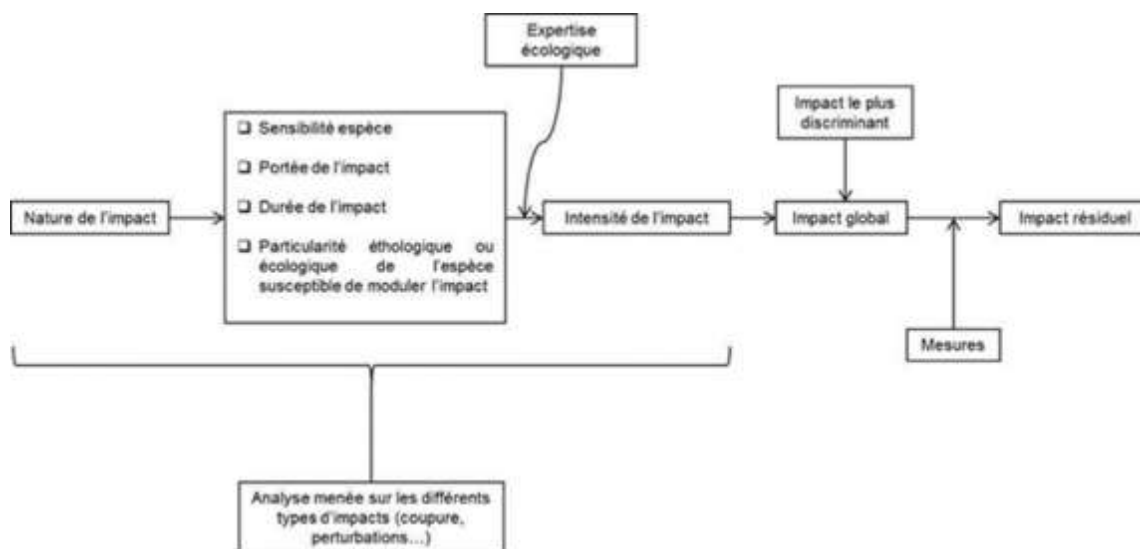 Expertise
écologique
Impact le plus
discriminant
❑ Sensibilité espèce
❑ Portée de l'impact
❑ Durée de l'impact
❑ Particularité éthologique ou
écologique de l'espèce
susceptible de moduler l'impact
Nature de l'impact
Intensité de l'impact
Impact global
Impact résiduel
Mesures
Analyse menée sur les différents
types d'impacts (coupure,
perturbations…)